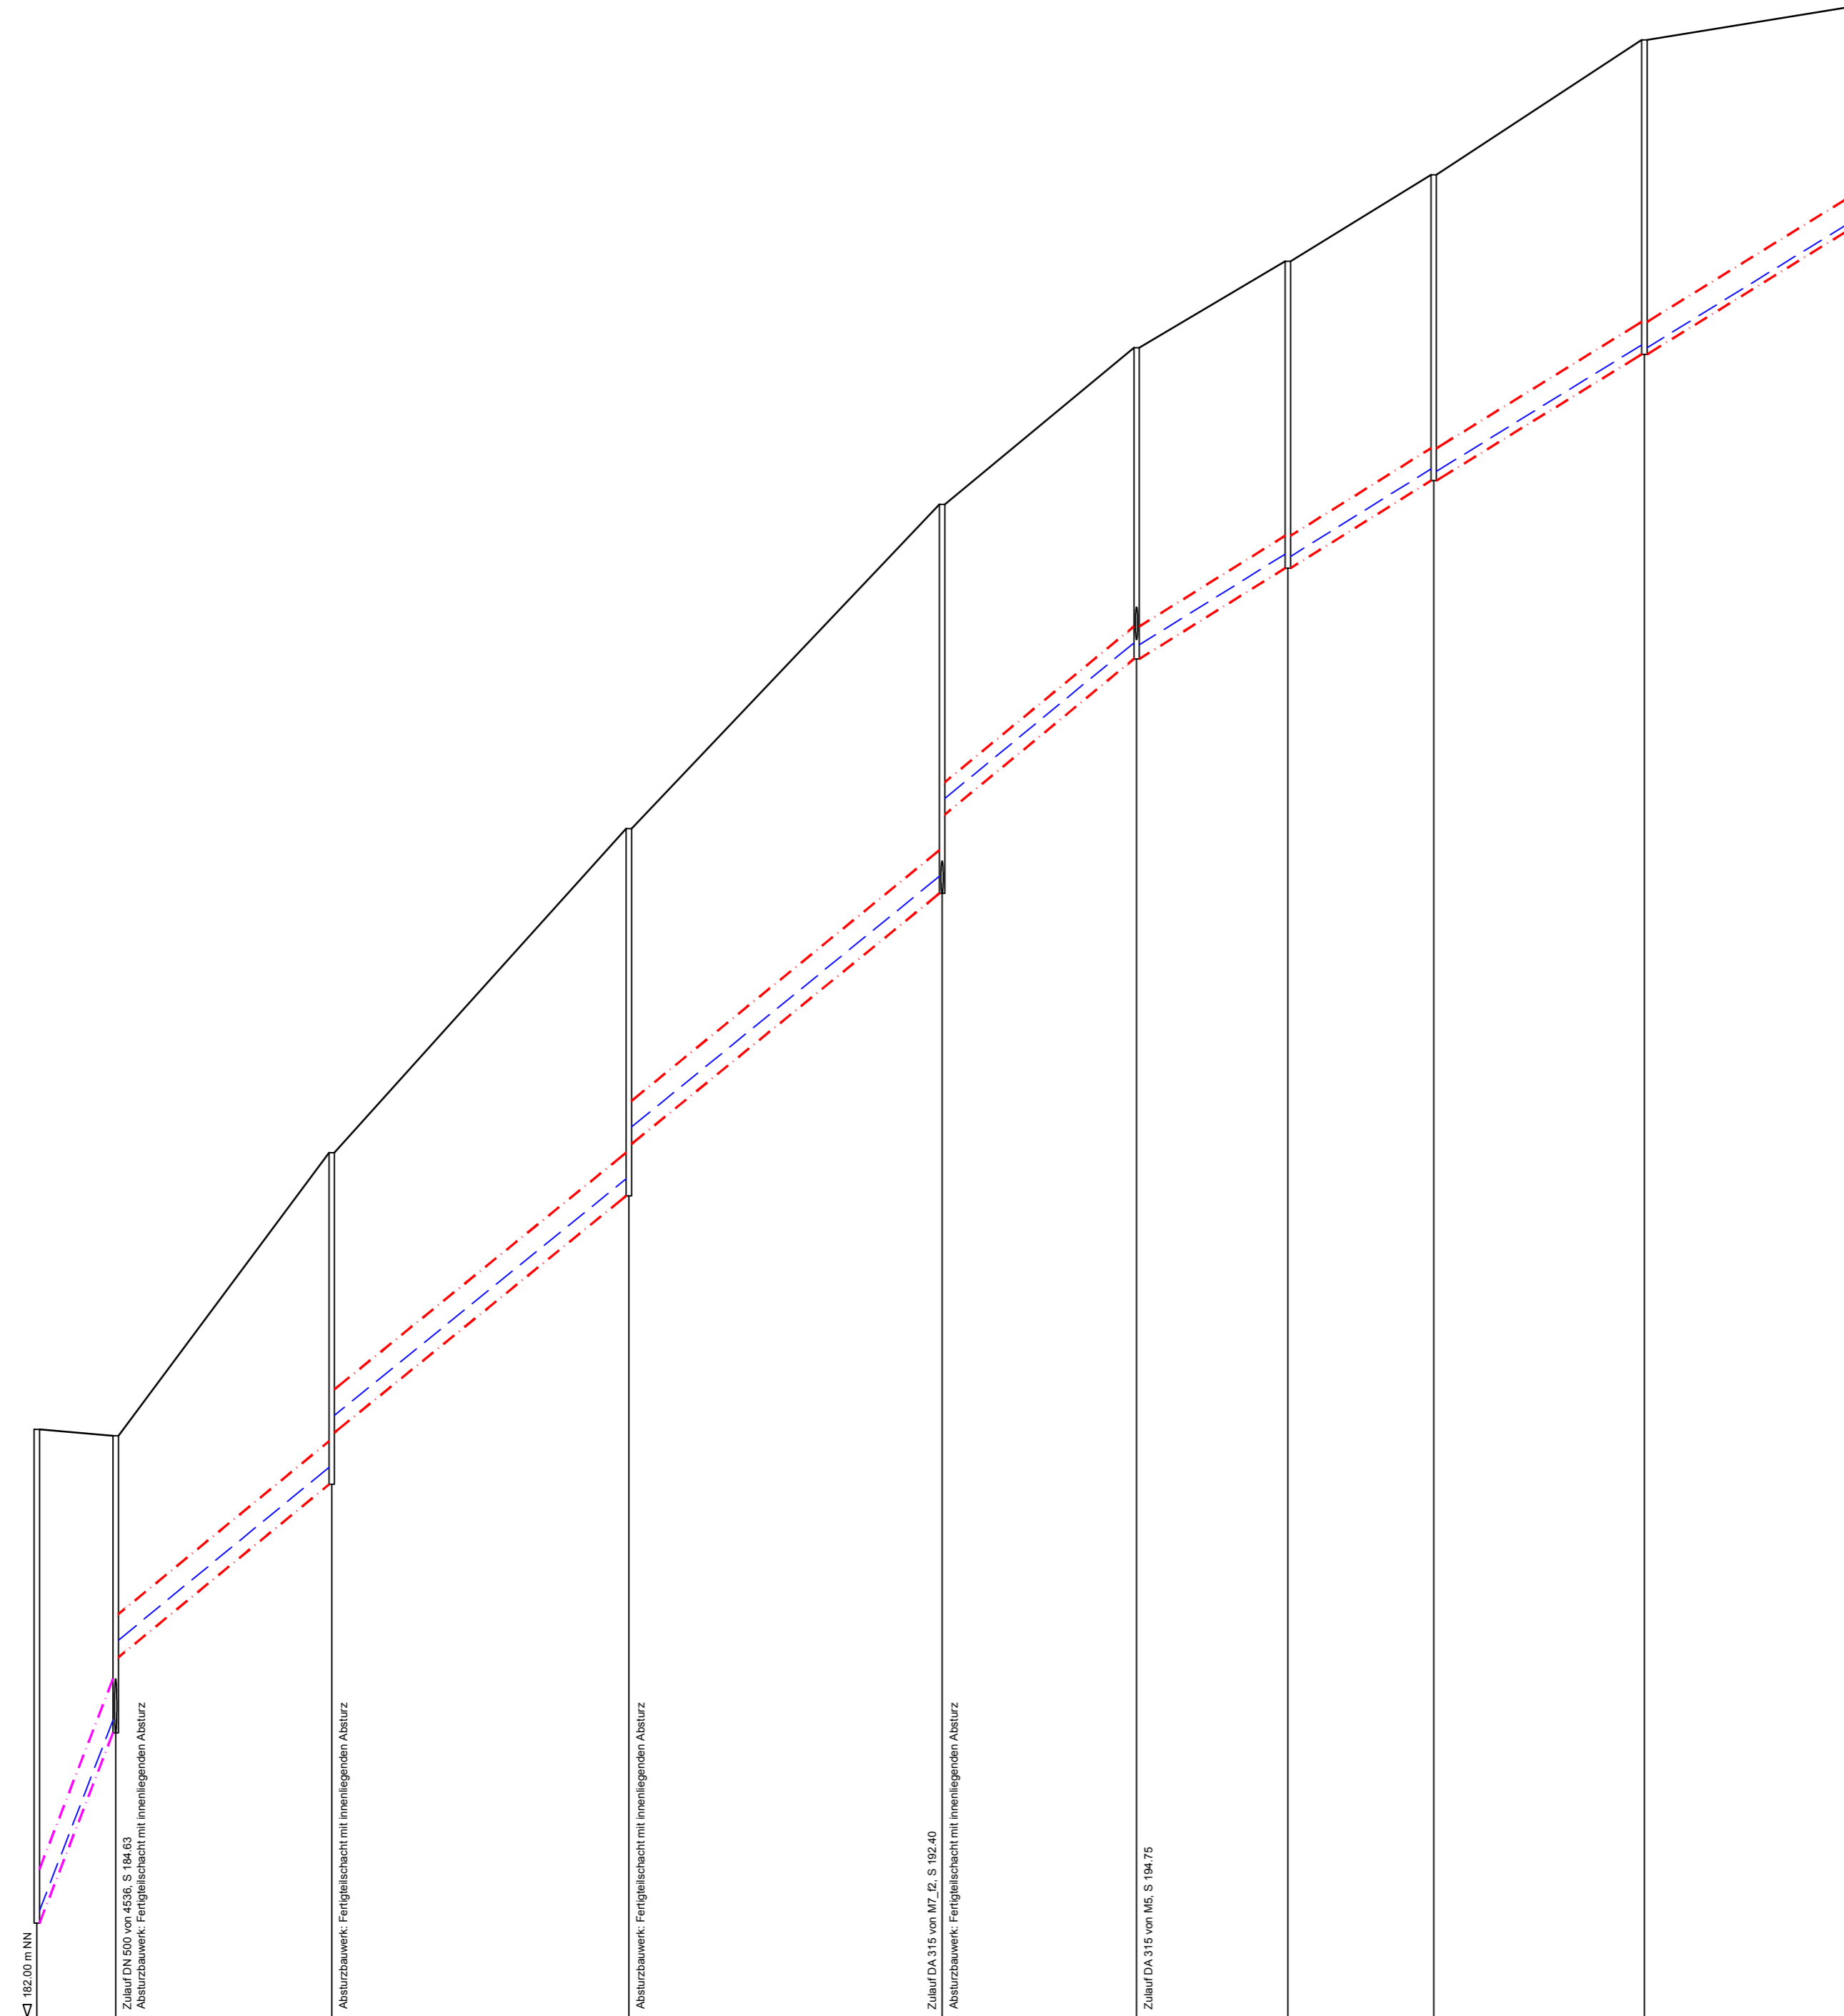 182.00 m NN
Zulauf DN 500 von 4536, S 184.63
Absturzbauwerk: Fertigteilschacht mit innenliegenden Absturz
Absturzbauwerk: Fertigteilschacht mit innenliegenden Absturz
Absturzbauwerk: Fertigteilschacht mit innenliegenden Absturz
Zulauf DA 315 von M7_f2, S 192.40
Absturzbauwerk: Fertigteilschacht mit innenliegenden Absturz
Zulauf DA 315 von M5, S 194.75